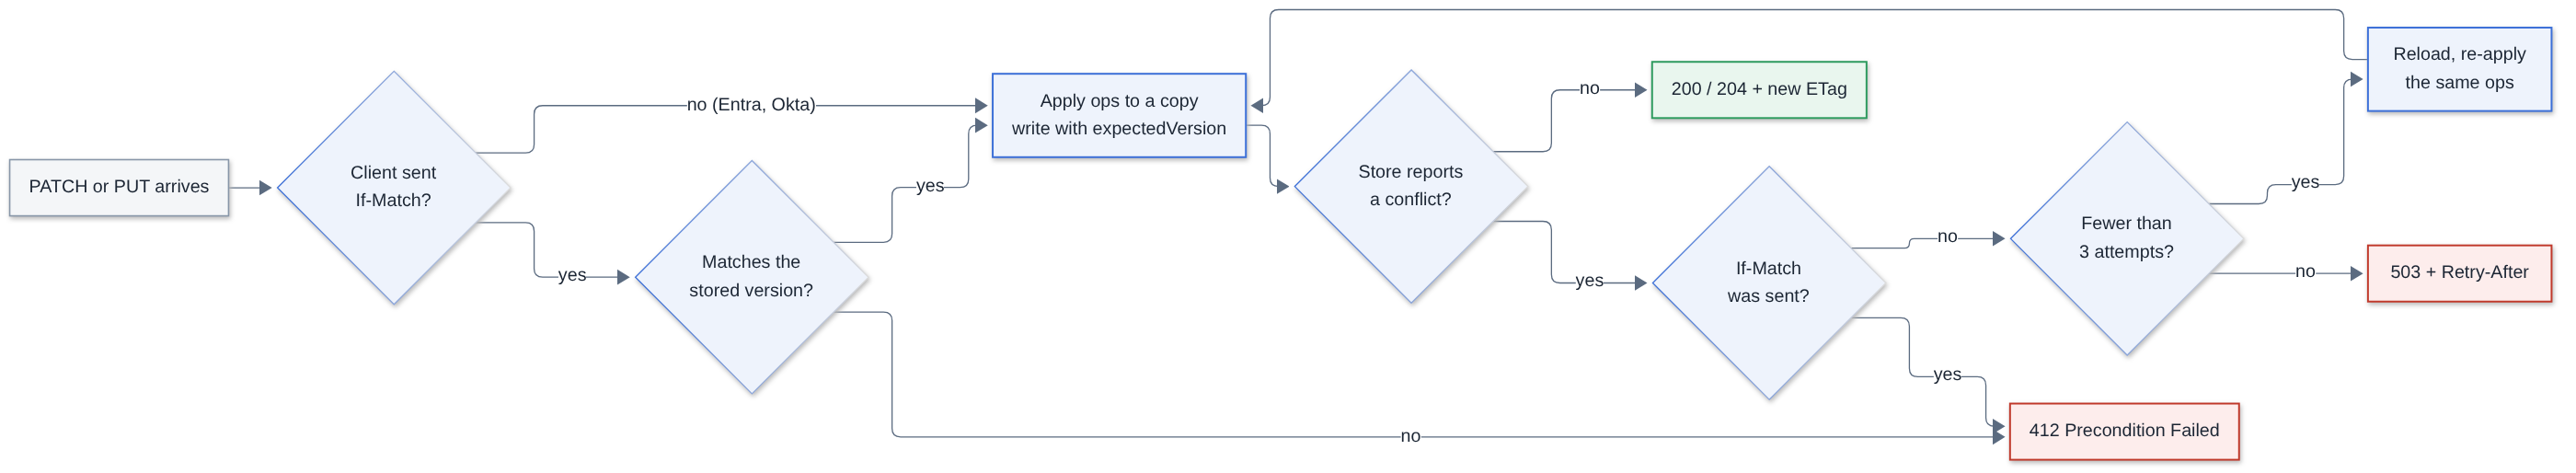 PATCH or PUT arrives
Client sent
If-Match?
no (Entra, Okta)
yes
Matches the
stored version?
yes
no
Apply ops to a copy
write with expectedVersion
Store reports
a conflict?
no
yes
200 / 204 + new ETag
If-Match
was sent?
no
yes
Fewer than
3 attempts?
yes
no
Reload, re-apply
the same ops
503 + Retry-After
412 Precondition Failed